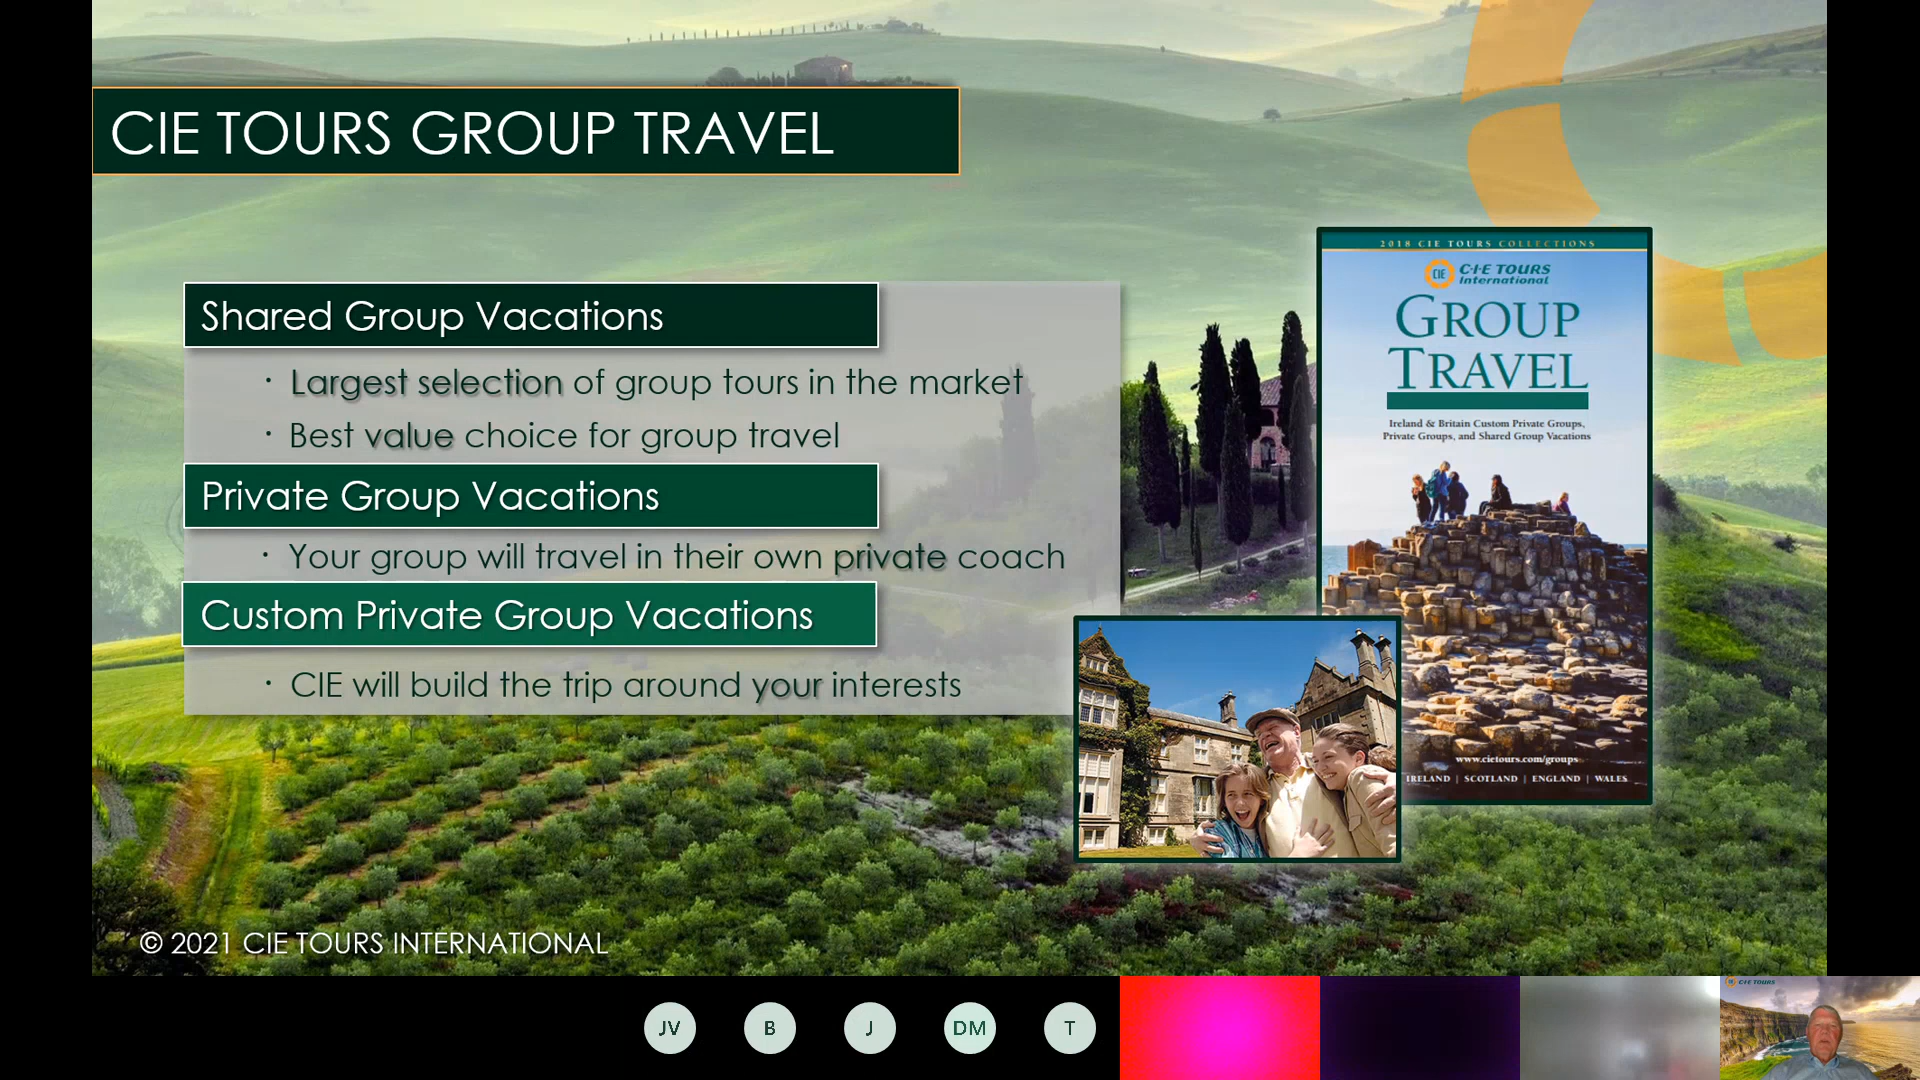 CIE TOURS GROUP TRAVEL
Shared Group Vacations
· Largest selection of group tours in the market
· Best value choice for group travel
Private Group Vacations
· Your group will travel in their own private coach
Custom Private Group Vacations
· CIE will build the trip around your interests
2018 CIE TOURS COLLECTIONS
CIE
C·I·E TOURS
International
GROUP
TRAVEL
Ireland & Britain Custom Private Groups,
Private Groups, and Shared Group Vacations
www.cietours.com/groups
IRELAND | SCOTLAND | ENGLAND | WALES
© 2021 CIE TOURS INTERNATIONAL
JV
B
J
DM
T
CIE TOURS